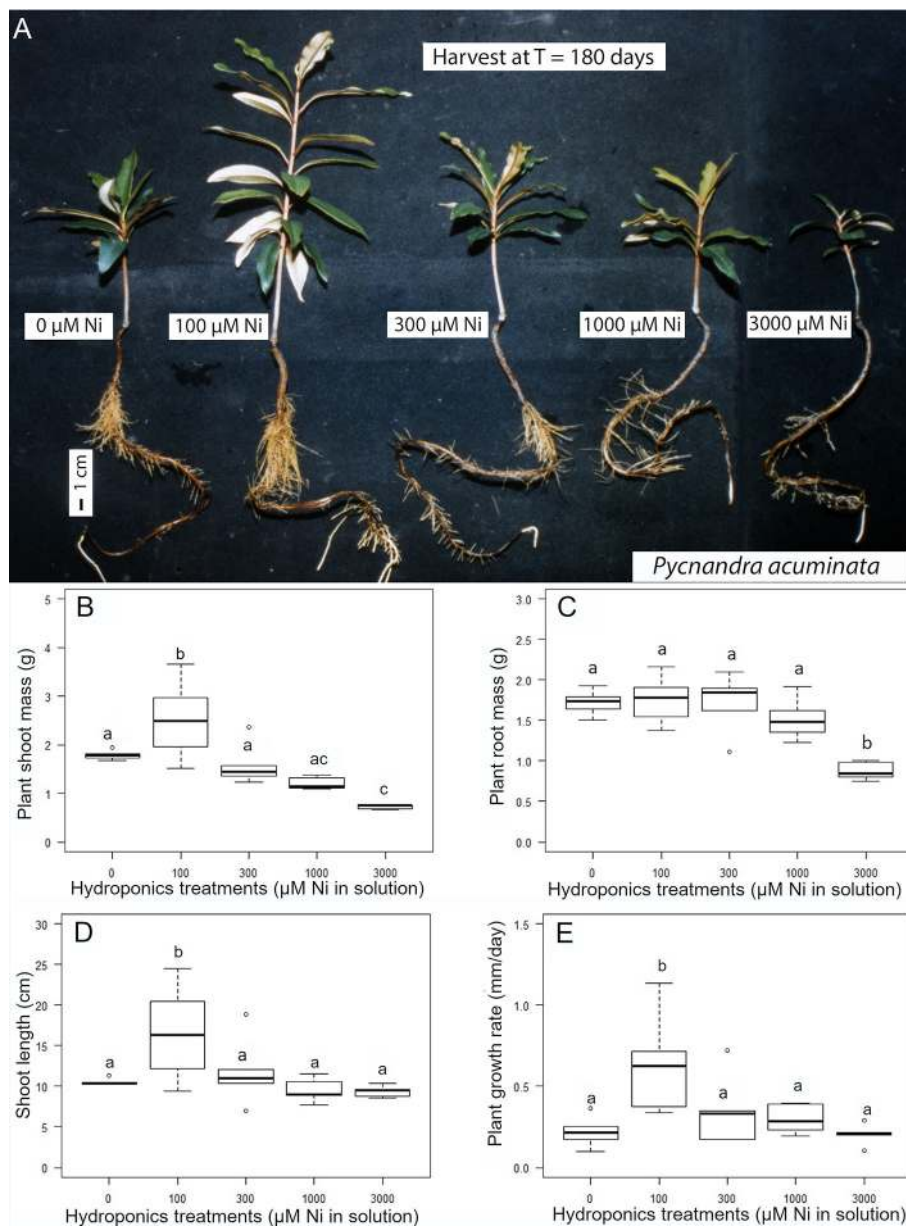 A
Harvest at T = 180 days
0 µM Ni
100 µM Ni
300 µM Ni
1000 µM Ni
3000 µM Ni
1 cm
Pycnandra acuminata
B
Plant shoot mass (g)
5
4
3
2
1
0
a
b
a
ac
c
0
100
300
1000
3000
Hydroponics treatments (µM Ni in solution)
C
Plant root mass (g)
3.0
2.5
2.0
1.5
1.0
0.5
0.0
a
a
a
a
b
0
100
300
1000
3000
Hydroponics treatments (µM Ni in solution)
D
Shoot length (cm)
30
25
20
15
10
5
0
a
b
a
a
a
0
100
300
1000
3000
Hydroponics treatments (µM Ni in solution)
E
Plant growth rate (mm/day)
1.5
1.0
0.5
0.0
a
b
a
a
a
0
100
300
1000
3000
Hydroponics treatments (µM Ni in solution)